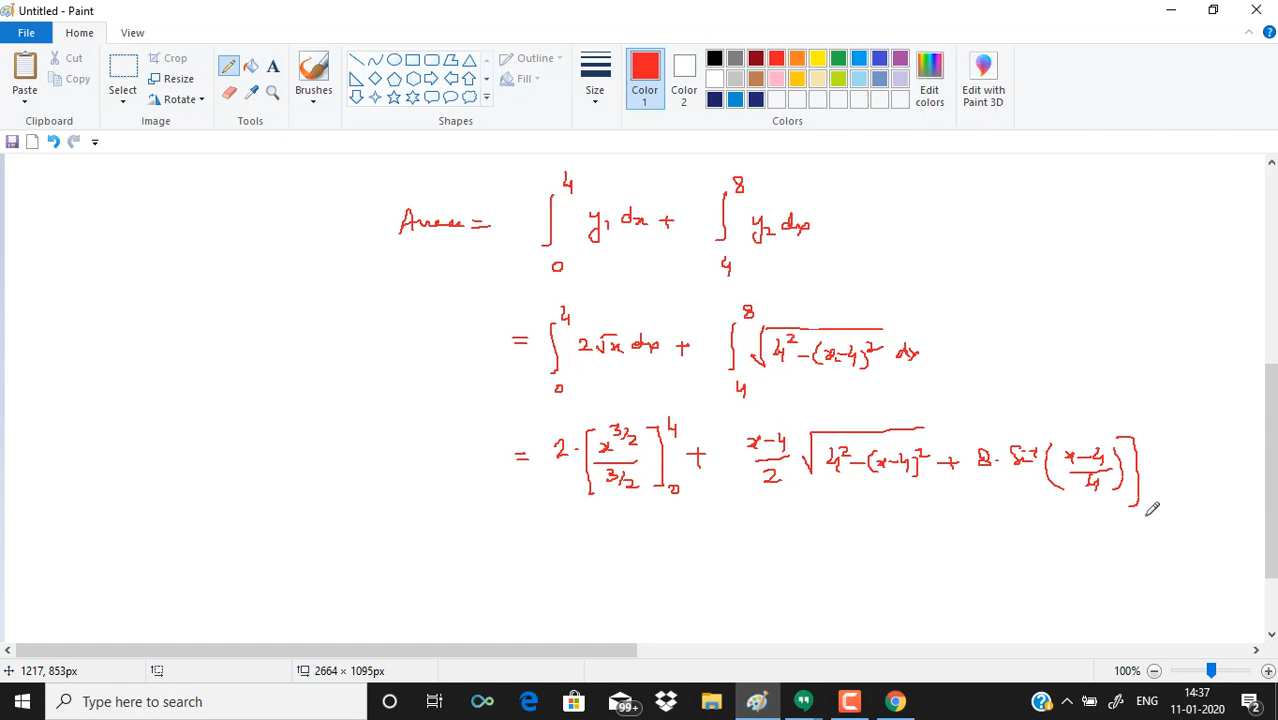 Untitled - Paint
File Home View
Paste Cut Copy Clipboard
Select Crop Resize Rotate Image
Tools
Brushes
Outline Fill Shapes
Size
Color 1 Color 2 Colors
Edit colors
Edit with Paint 3D
Area = ∫₀⁴ y₁ dx + ∫₄⁸ y₂ dx
= ∫₀⁴ 2√x dx + ∫₄⁸ √(4² - (x-4)²) dx
= 2 · [x^(3/2) / (3/2)]₀⁴ + (x-4)/2 √(4² - (x-4)²) + 8 · Sin⁻¹((x-4)/4)]
1217, 853px 2664 × 1095px 100%
Type here to search 99+ ENG 14:37 11-01-2020 2